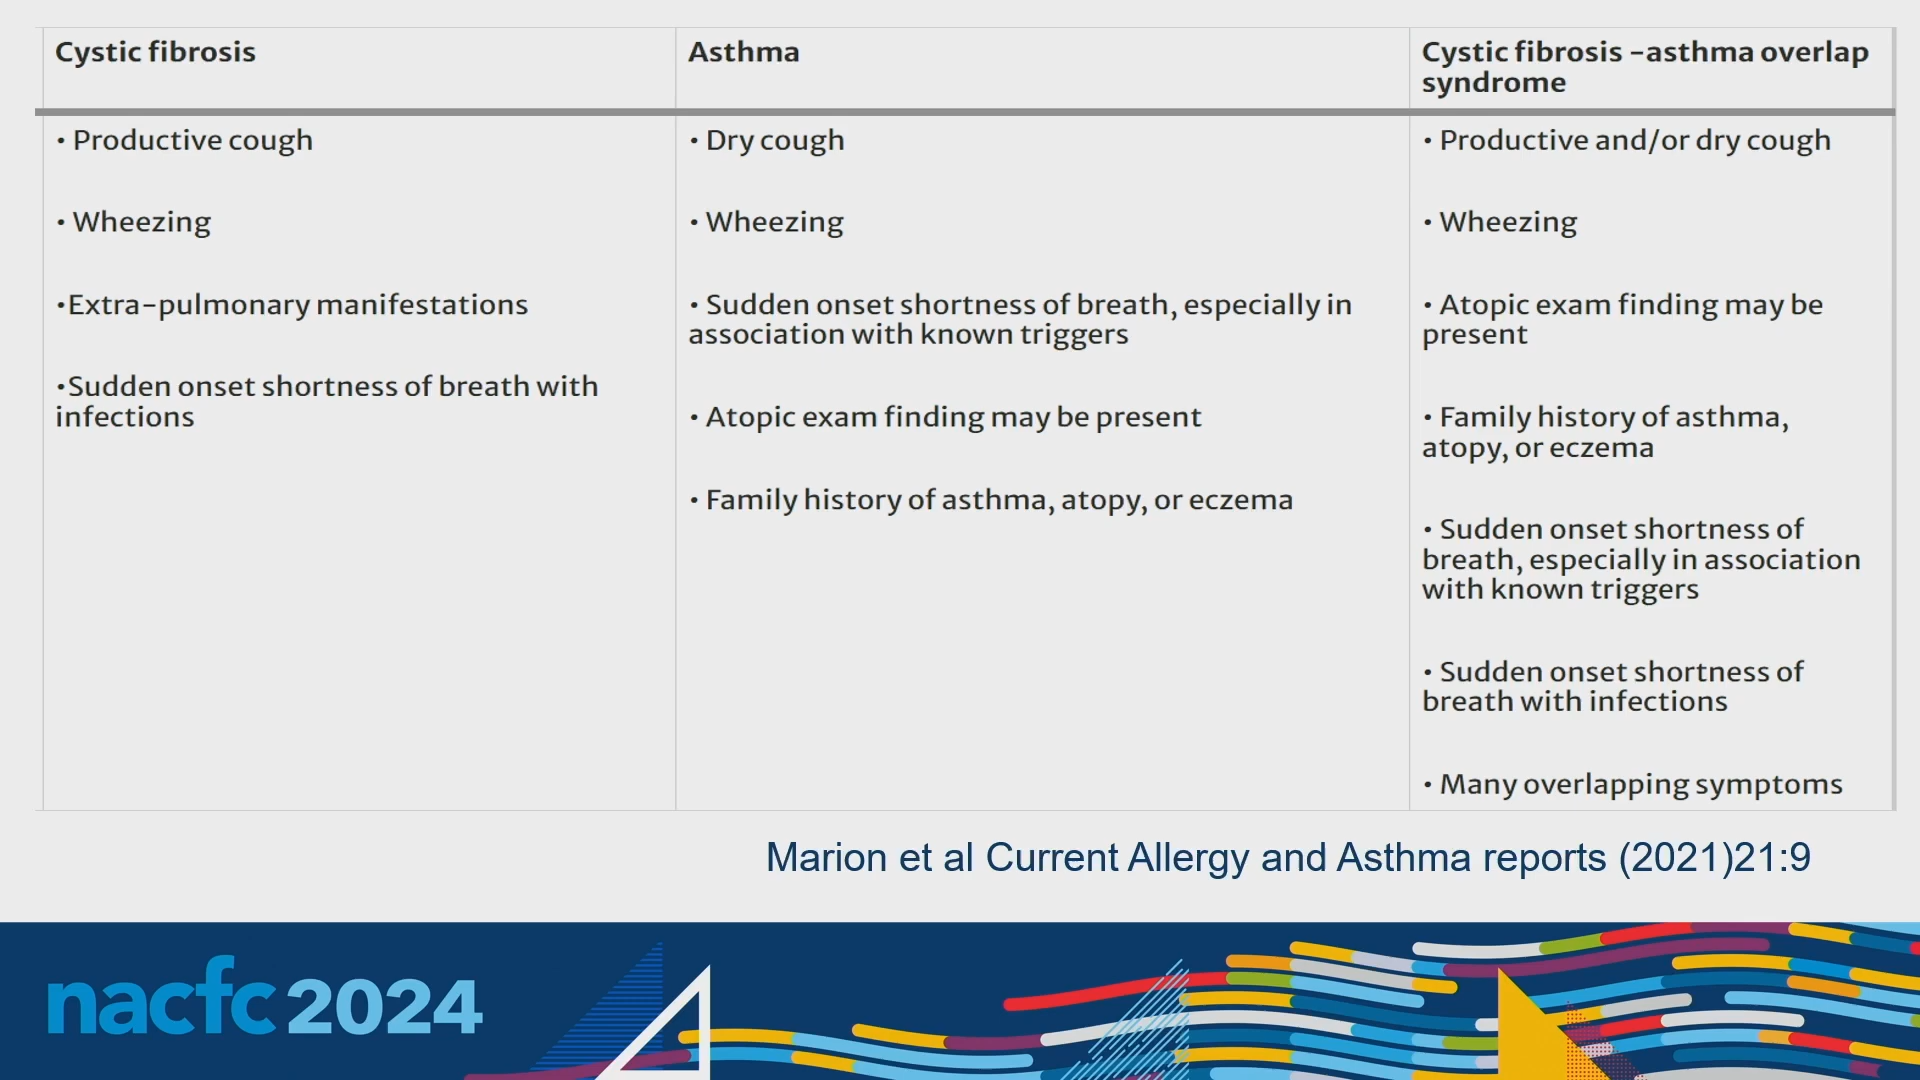 Cystic fibrosis
• Productive cough
• Wheezing
•Extra-pulmonary manifestations
•Sudden onset shortness of breath with
infections
Asthma
• Dry cough
• Wheezing
• Sudden onset shortness of breath, especially in
association with known triggers
• Atopic exam finding may be present
• Family history of asthma, atopy, or eczema
Cystic fibrosis –asthma overlap
syndrome
• Productive and/or dry cough
• Wheezing
• Atopic exam finding may be
present
• Family history of asthma,
atopy, or eczema
• Sudden onset shortness of
breath, especially in association
with known triggers
• Sudden onset shortness of
breath with infections
• Many overlapping symptoms
Marion et al Current Allergy and Asthma reports (2021)21:9
nacfc 2024